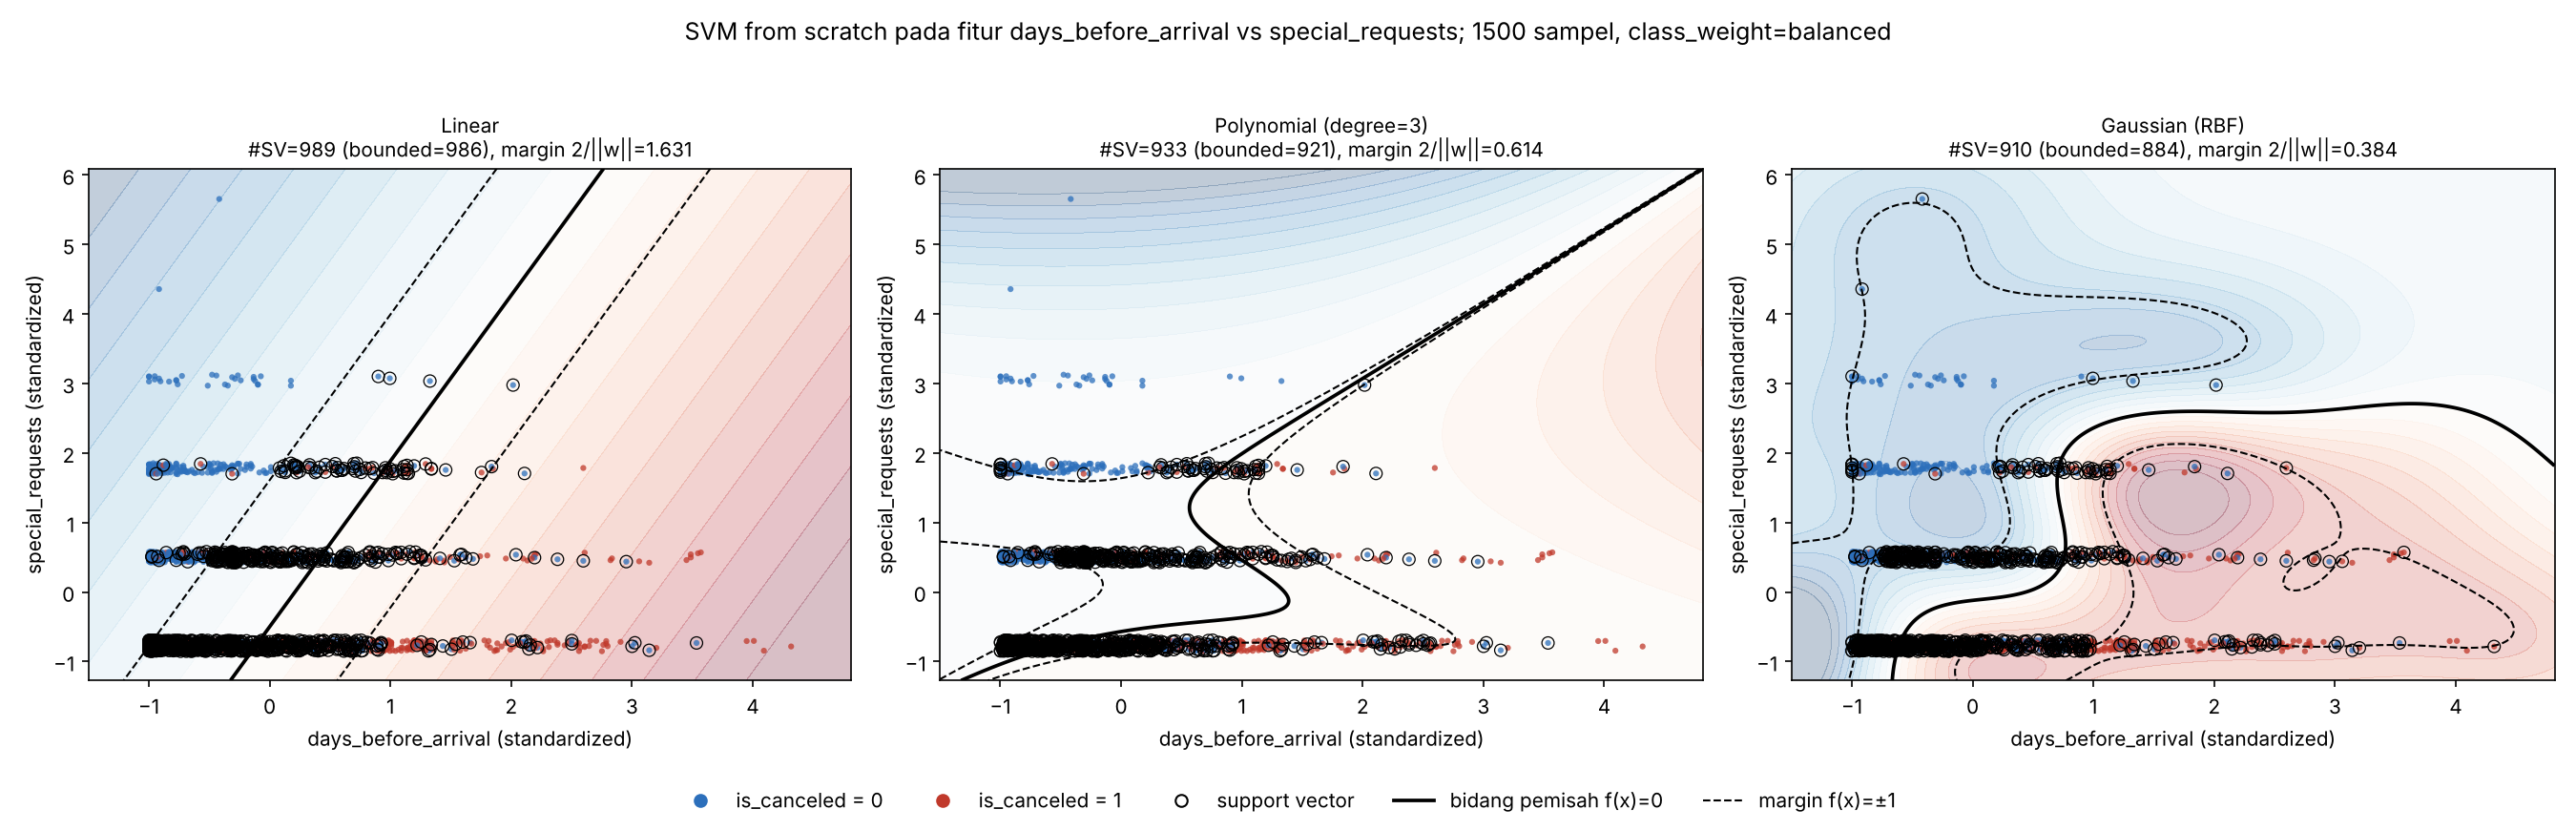 SVM from scratch pada fitur days_before_arrival vs special_requests; 1500 sampel, class_weight=balanced
Linear
#SV=989 (bounded=986), margin 2/||w||=1.631
6
5
4
3
2
1
0
−1
special_requests (standardized)
−1 0 1 2 3 4
days_before_arrival (standardized)
Polynomial (degree=3)
#SV=933 (bounded=921), margin 2/||w||=0.614
6
5
4
3
2
1
0
−1
special_requests (standardized)
−1 0 1 2 3 4
days_before_arrival (standardized)
Gaussian (RBF)
#SV=910 (bounded=884), margin 2/||w||=0.384
6
5
4
3
2
1
0
−1
special_requests (standardized)
−1 0 1 2 3 4
days_before_arrival (standardized)
is_canceled = 0 is_canceled = 1 support vector bidang pemisah f(x)=0 margin f(x)=±1